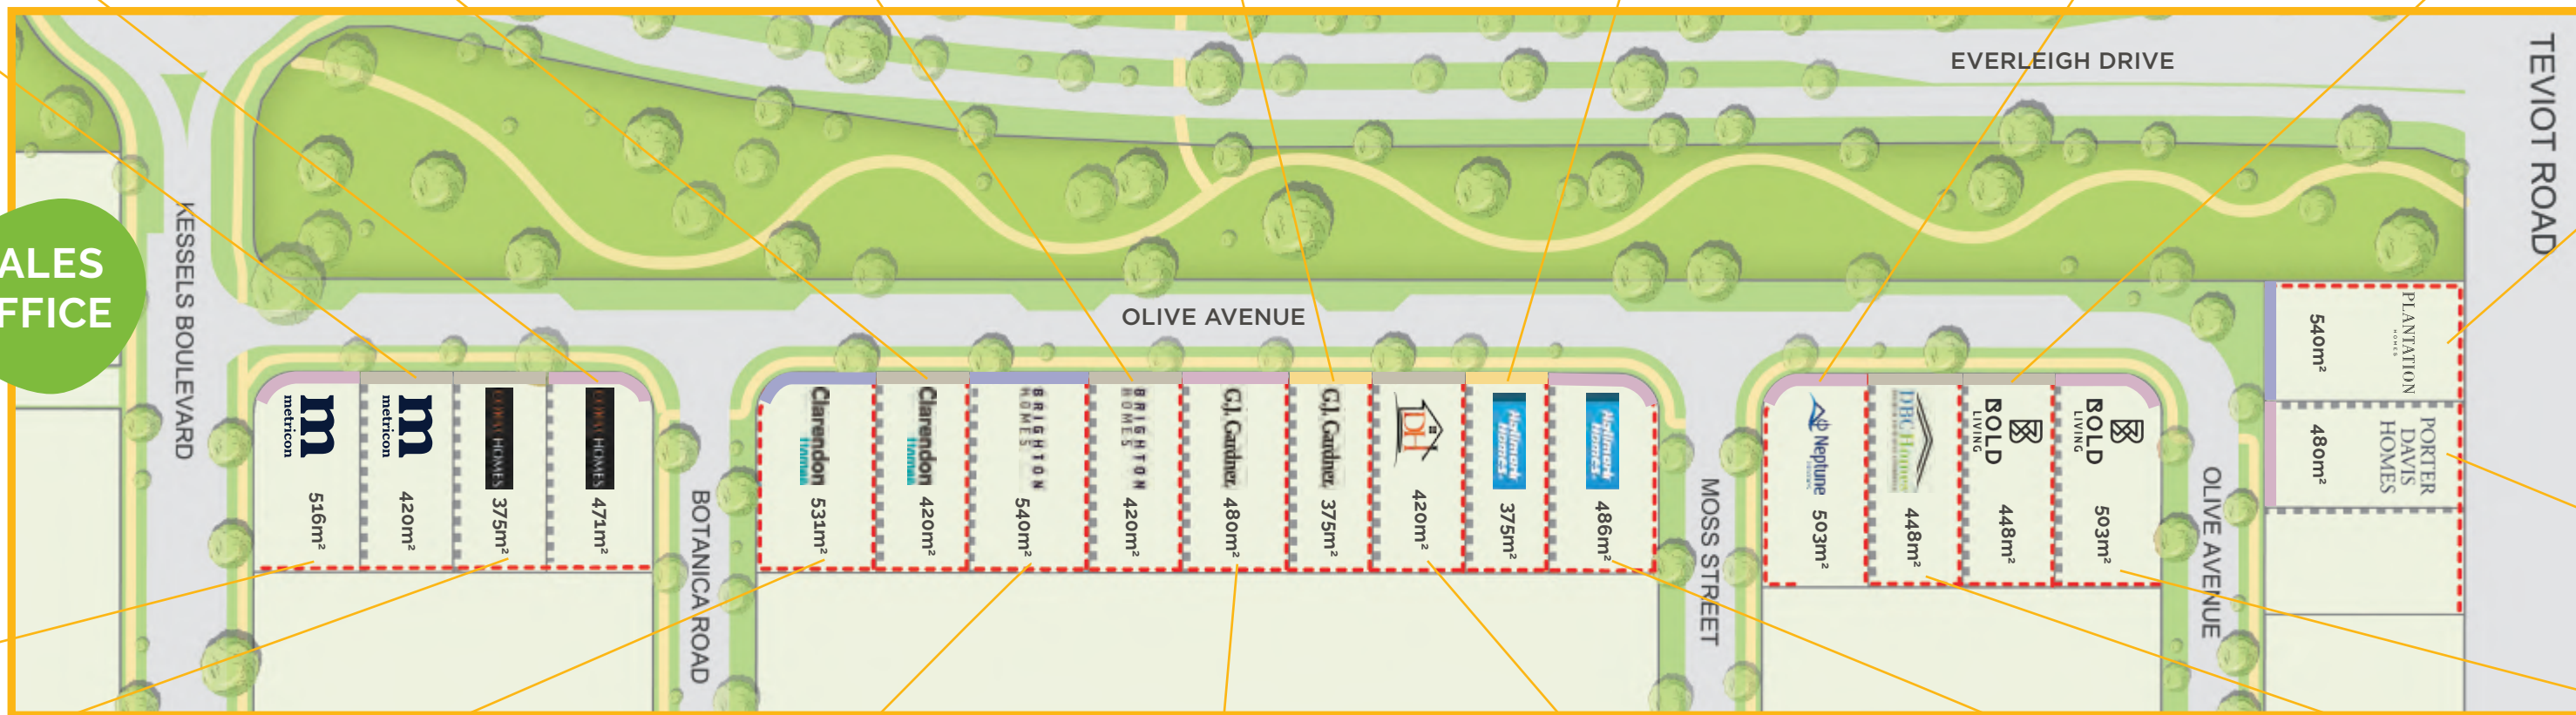 EVERLEIGH DRIVE
TEVIOT ROAD
ALES
FFICE
KESSELS BOULEVARD
OLIVE AVENUE
BOTANICA ROAD
MOSS STREET
OLIVE AVENUE
m
metricon
516m²
m
metricon
420m²
HOMES
375m²
HOMES
471m²
Clarendon
Homes
531m²
Clarendon
Homes
420m²
BRIGHTON
HOMES
540m²
BRIGHTON
HOMES
420m²
G.J. Gardner.
480m²
G.J. Gardner.
375m²
DH
420m²
Hallmark
Homes
375m²
Hallmark
Homes
486m²
Neptune
503m²
DBCHomes
448m²
BOLD
LIVING
448m²
BOLD
LIVING
503m²
PLANTATION
HOMES
540m²
PORTER
DAVIS
HOMES
480m²